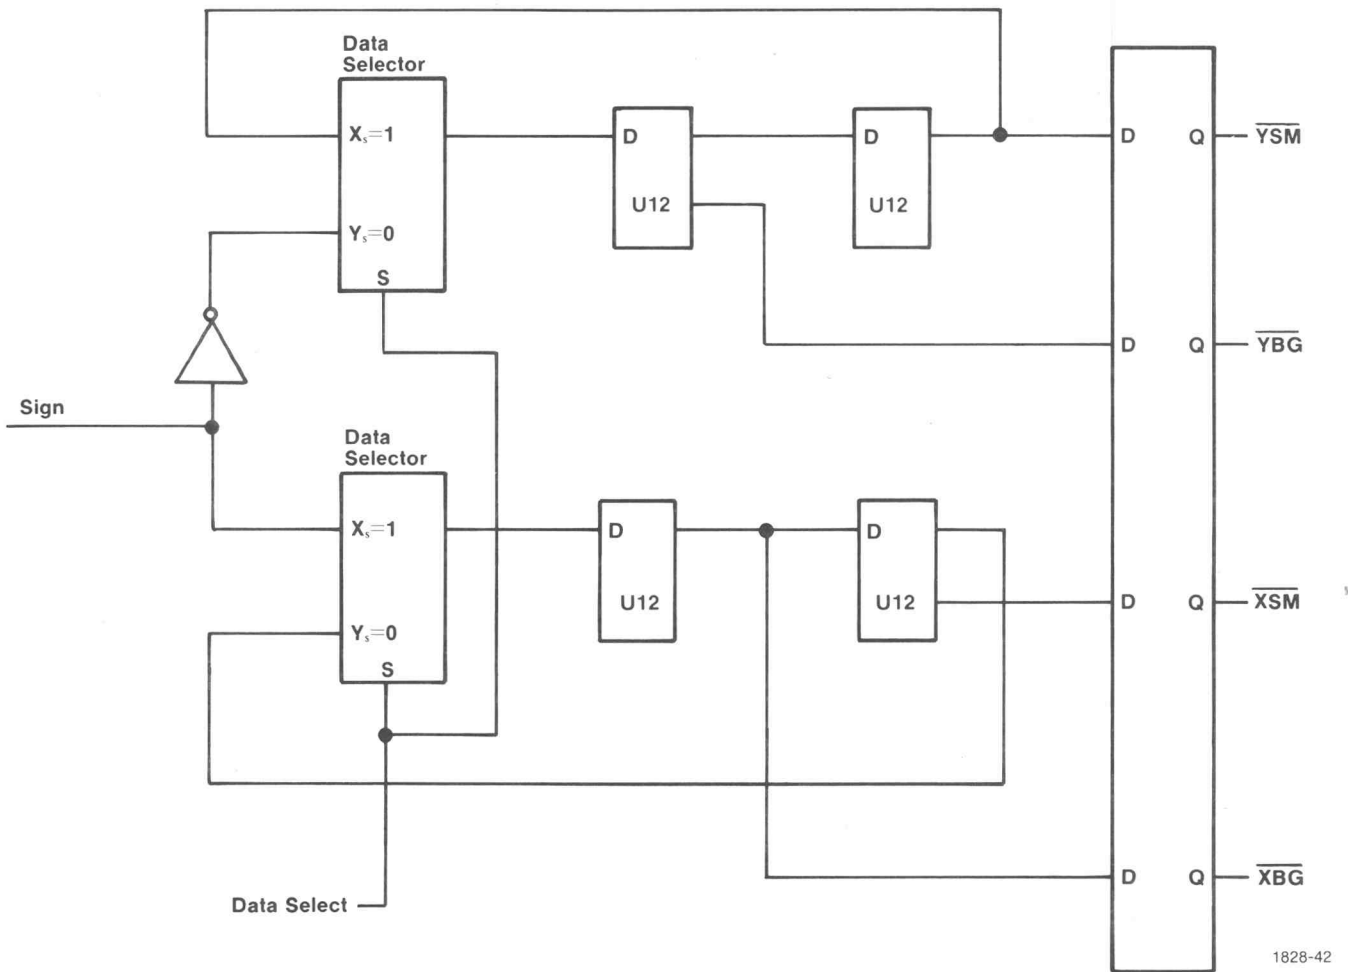 Data
Selector
Xs=1
D
D
D
Q
YSM
U12
U12
Ys=0
S
D
Q
YBG
Sign
Data
Selector
Xs=1
D
D
U12
U12
D
Q
XSM
Ys=0
S
D
Q
XBG
Data Select
1828-42